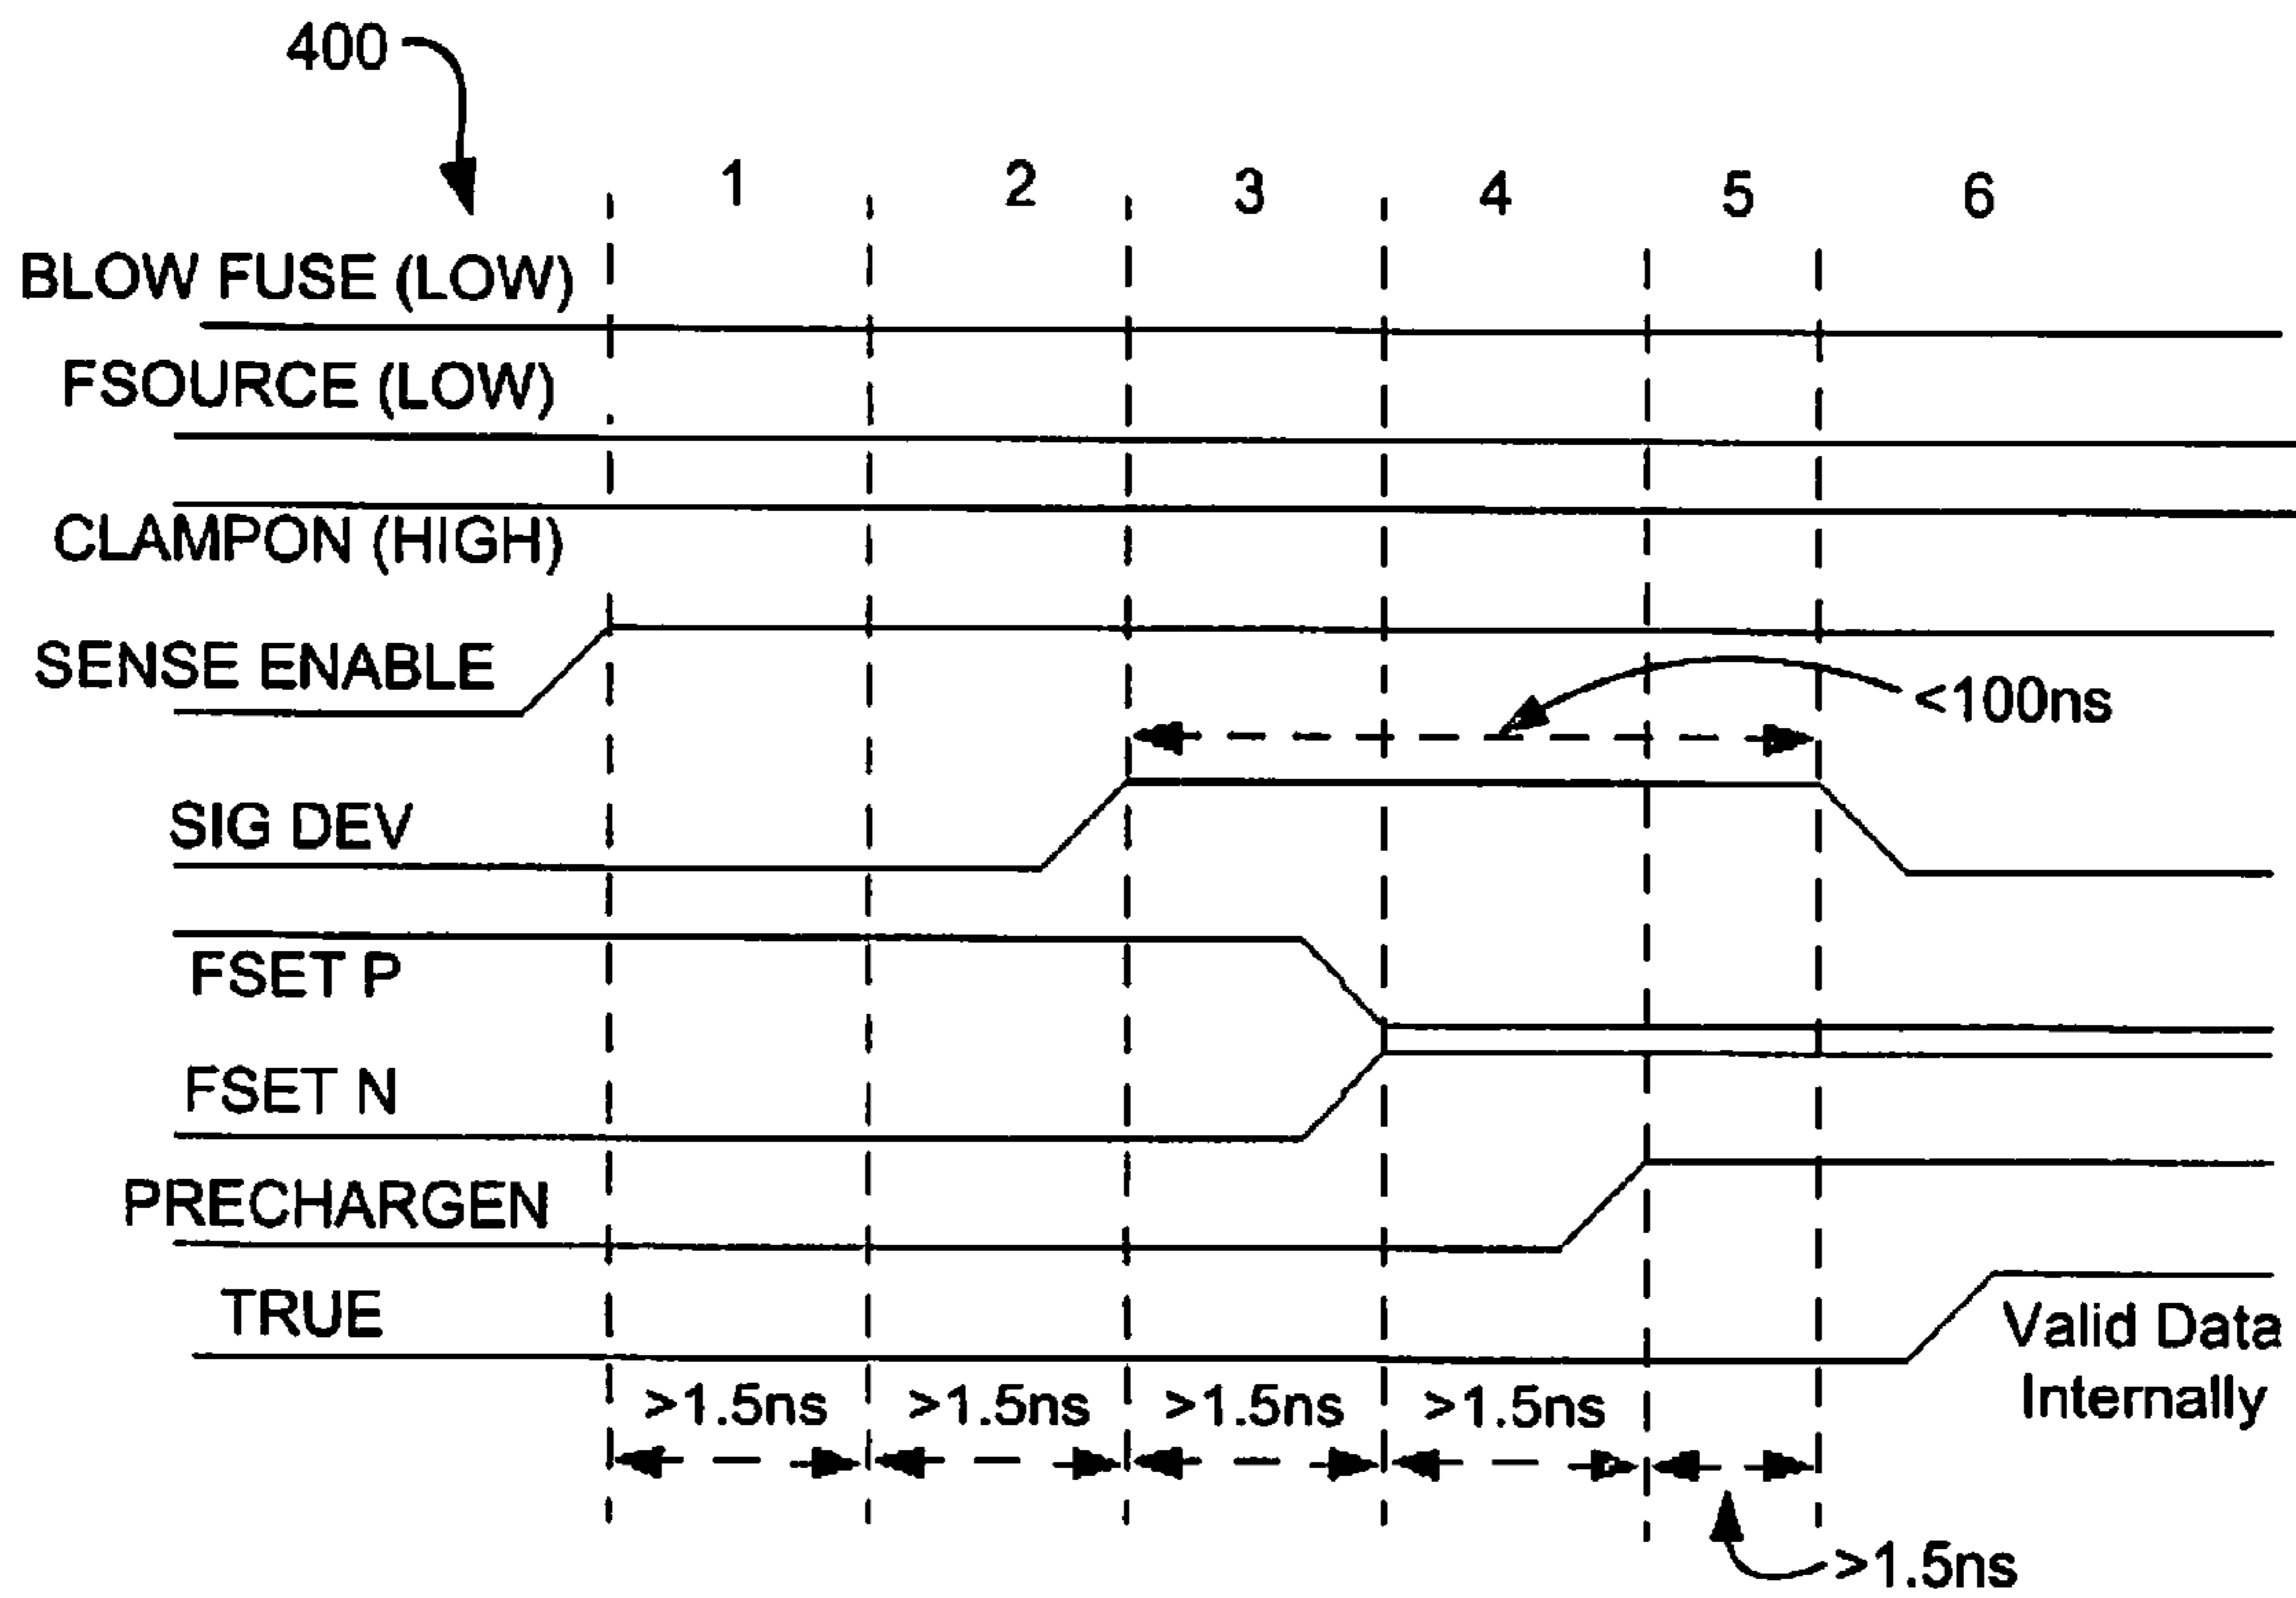 400
1 2 3 4 5 6
BLOW FUSE (LOW)
FSOURCE (LOW)
CLAMPON (HIGH)
SENSE ENABLE
<100ns
SIG DEV
FSET P
FSET N
PRECHARGEN
TRUE
Valid Data
Internally
>1.5ns >1.5ns >1.5ns >1.5ns
>1.5ns